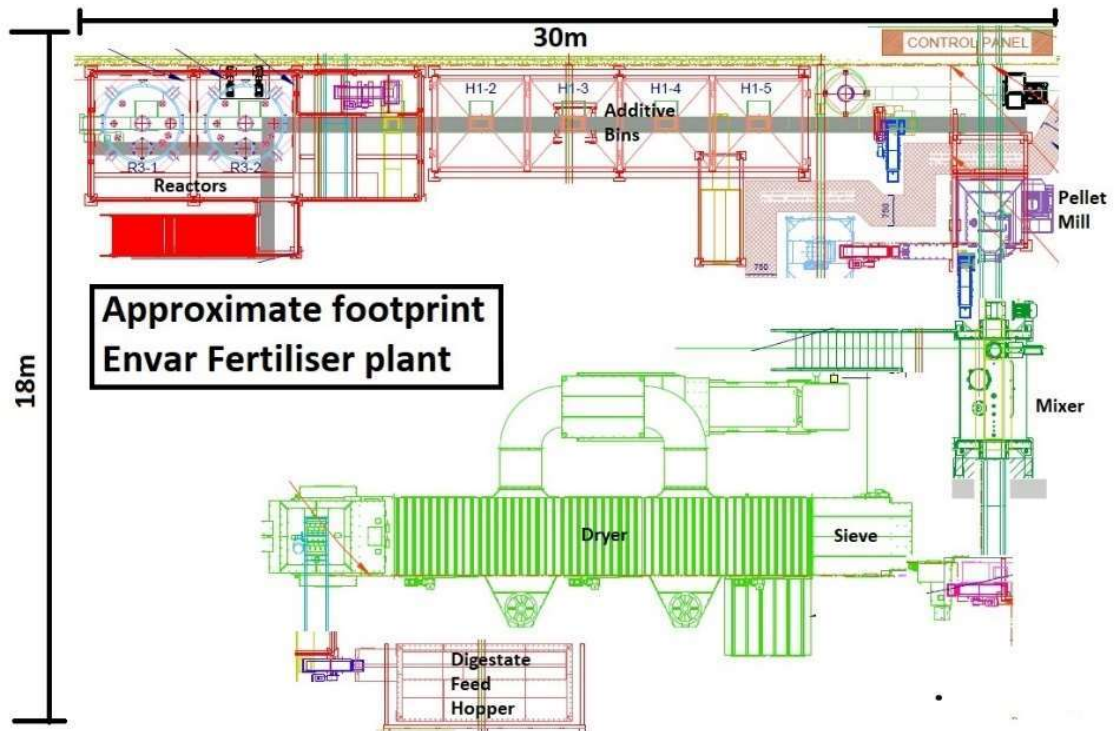 30m
CONTROL PANEL
H1-2
H1-3
H1-4
H1-5
Additive
Bins
R3-1
R3-2
Reactors
Pellet
Mill
750
750
Approximate footprint
Envar Fertiliser plant
18m
Mixer
Dryer
Sieve
Digestate
Feed
Hopper